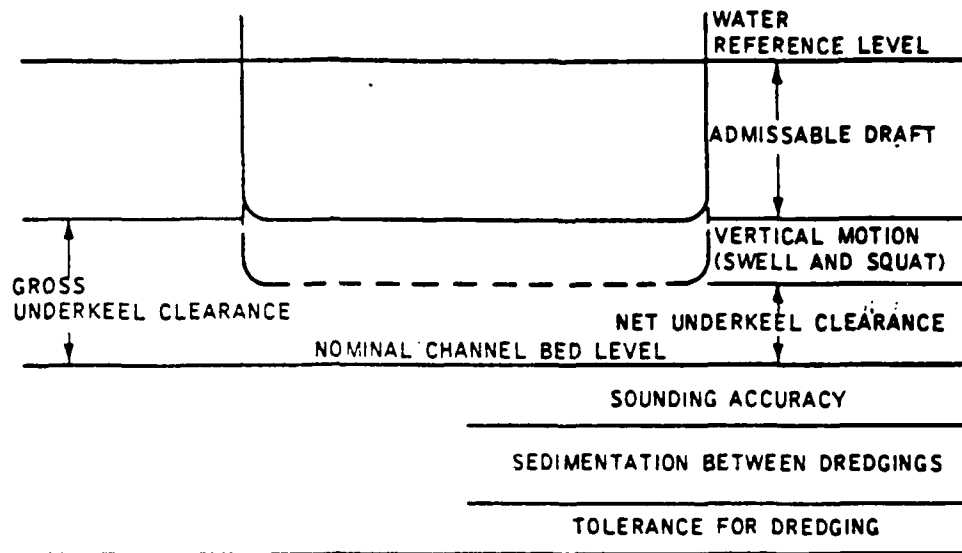 WATER
REFERENCE LEVEL
ADMISSABLE DRAFT
VERTICAL MOTION
(SWELL AND SQUAT)
GROSS
UNDERKEEL CLEARANCE
NET UNDERKEEL CLEARANCE
NOMINAL CHANNEL BED LEVEL
SOUNDING ACCURACY
SEDIMENTATION BETWEEN DREDGINGS
TOLERANCE FOR DREDGING